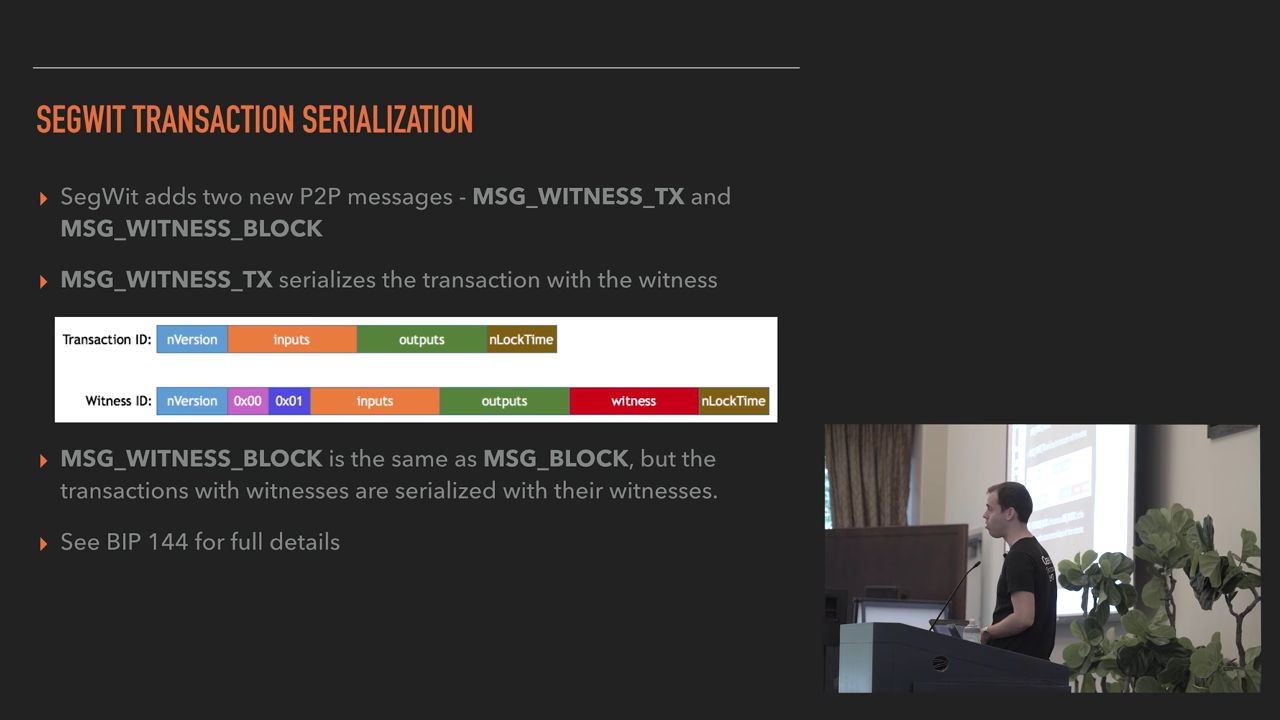 SEGWIT TRANSACTION SERIALIZATION
SegWit adds two new P2P messages - MSG_WITNESS_TX and
MSG_WITNESS_BLOCK
MSG_WITNESS_TX serializes the transaction with the witness
Transaction ID: nVersion inputs outputs nLockTime
Witness ID: nVersion 0x00 0x01 inputs outputs witness nLockTime
MSG_WITNESS_BLOCK is the same as MSG_BLOCK, but the
transactions with witnesses are serialized with their witnesses.
See BIP 144 for full details